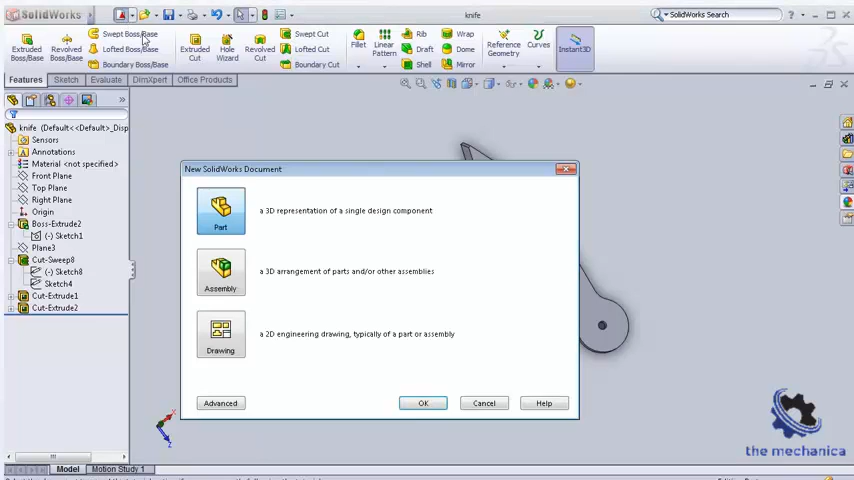 SolidWorks
knife
SolidWorks Search
Extruded Boss/Base
Revolved Boss/Base
Swept Boss/Base
Lofted Boss/Base
Boundary Boss/Base
Extruded Cut
Hole Wizard
Revolved Cut
Swept Cut
Lofted Cut
Boundary Cut
Fillet
Linear Pattern
Rib
Draft
Shell
Wrap
Dome
Mirror
Reference Geometry
Curves
Instant3D
Features
Sketch
Evaluate
DimXpert
Office Products
knife (Default<<Default>_Disp
Sensors
Annotations
Material <not specified>
Front Plane
Top Plane
Right Plane
Origin
Boss-Extrude2
(-) Sketch1
Plane3
Cut-Sweep8
(-) Sketch8
Sketch4
Cut-Extrude1
Cut-Extrude2
New SolidWorks Document
Part
a 3D representation of a single design component
Assembly
a 3D arrangement of parts and/or other assemblies
Drawing
a 2D engineering drawing, typically of a part or assembly
Advanced
OK
Cancel
Help
X
Z
the mechanica
Model
Motion Study 1